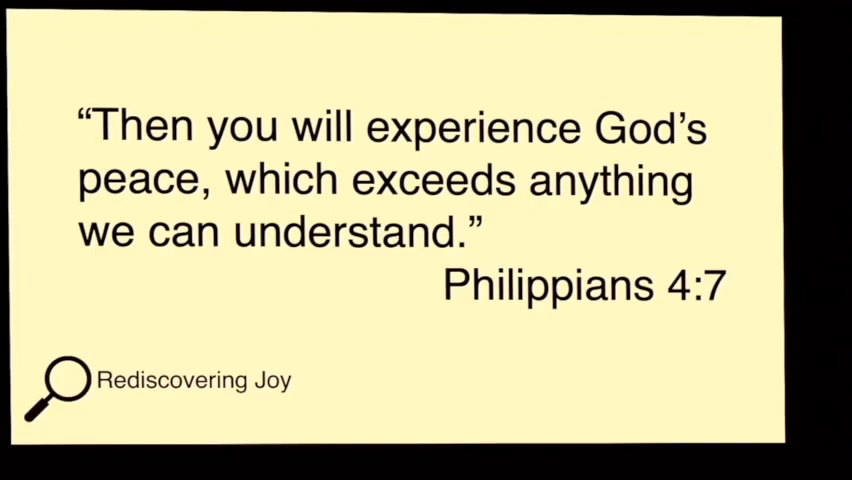 “Then you will experience God’s
peace, which exceeds anything
we can understand.”
Philippians 4:7
Rediscovering Joy